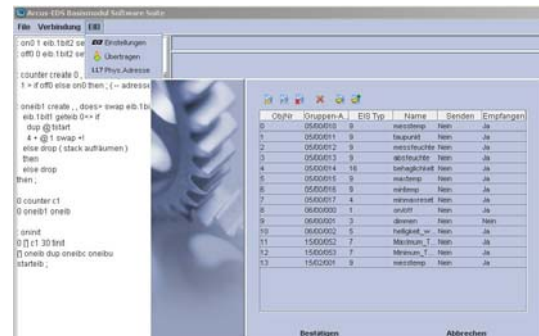 Arcus-EDS Basismodul Software Suite
File Verbindung EIB
Einstellungen
Übertragen
Phys.Adresse
: on0 1 eib.1bit2 se
: off0 0 eib.1bit2 se
: counter create 0 ,
1 = if off0 else on0 then ; (-- adresse
: oneib1 create , , does> swap eib.1bi
eib.1bit1 geteib 0<> if
dup @ tstart
4 + @ 1 swap +!
else drop ( stack aufräumen )
then
else drop
then ;
0 counter c1
0 oneib1 oneib
: oninit
0 [']  c1 30 tinit
['] oneib dup oneibc oneibu
starteib ;
ObjNr Gruppen-A... EIS Typ Name Senden Empfangen
0 05/00/010 9 messtemp Nein Ja
1 05/00/011 9 taupunkt Nein Ja
2 05/00/012 9 messfeuchte Nein Ja
3 05/00/013 9 absfeuchte Nein Ja
4 05/00/014 16 behaglichkeit Nein Ja
5 05/00/015 9 maxtemp Nein Ja
6 05/00/016 9 mintemp Nein Ja
7 05/00/017 4 minmaxreset Nein Ja
8 06/00/000 1 on/off Nein Ja
9 06/00/001 3 dimmen Nein Ja
10 06/00/002 5 helligkeit_w... Nein Ja
11 15/00/052 7 Maximum_T... Nein Ja
12 15/00/053 7 Minimum_T... Nein Ja
13 15/02/001 9 messtemp Nein Ja
Bestätigen Abbrechen